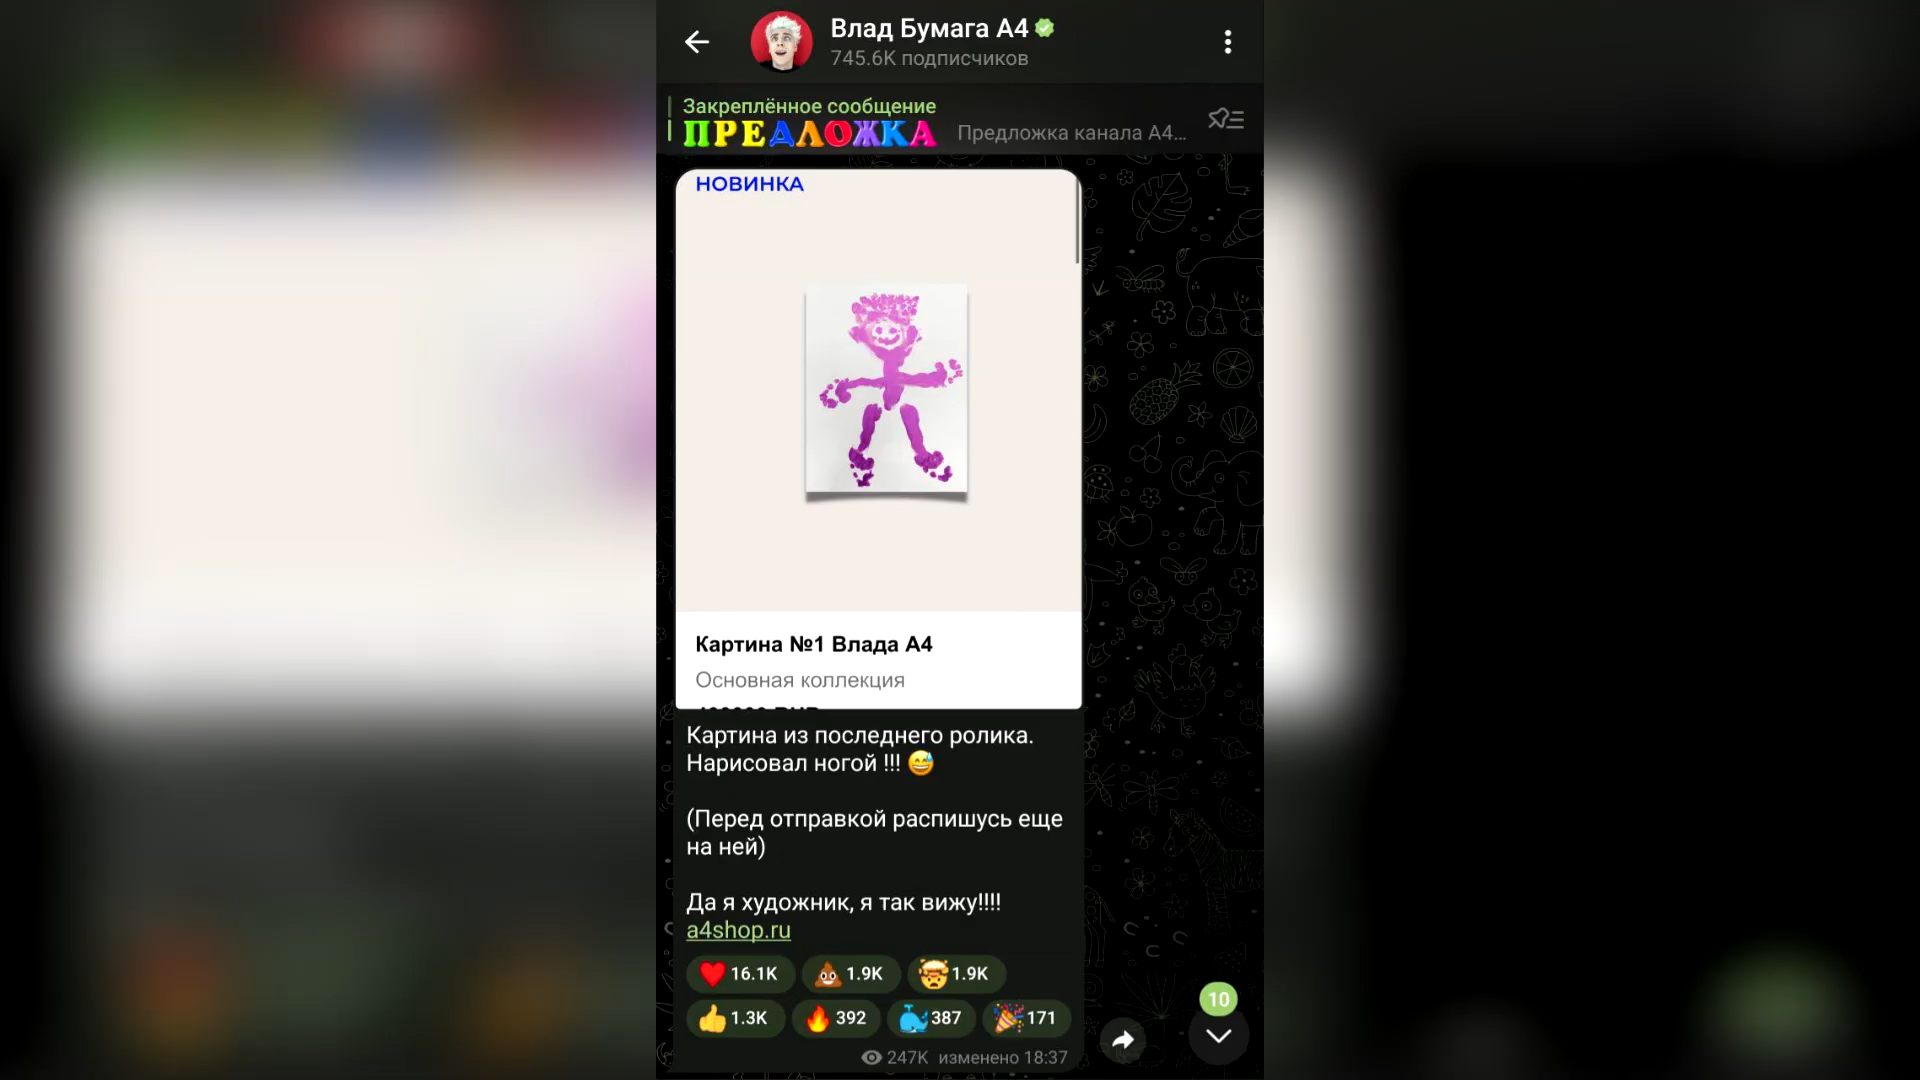 Влад Бумага А4
745.6K подписчиков
Закреплённое сообщение
ПРЕДЛОЖКА Предложка канала А4...
НОВИНКА
Картина №1 Влада А4
Основная коллекция
Картина из последнего ролика.
Нарисовал ногой !!! 😅
(Перед отправкой распишусь еще
на ней)
Да я художник, я так вижу!!!!
a4shop.ru
❤️ 16.1K 💩 1.9K 🤯 1.9K
👍 1.3K 🔥 392 🐳 387 🎉 171
247K изменено 18:37
10